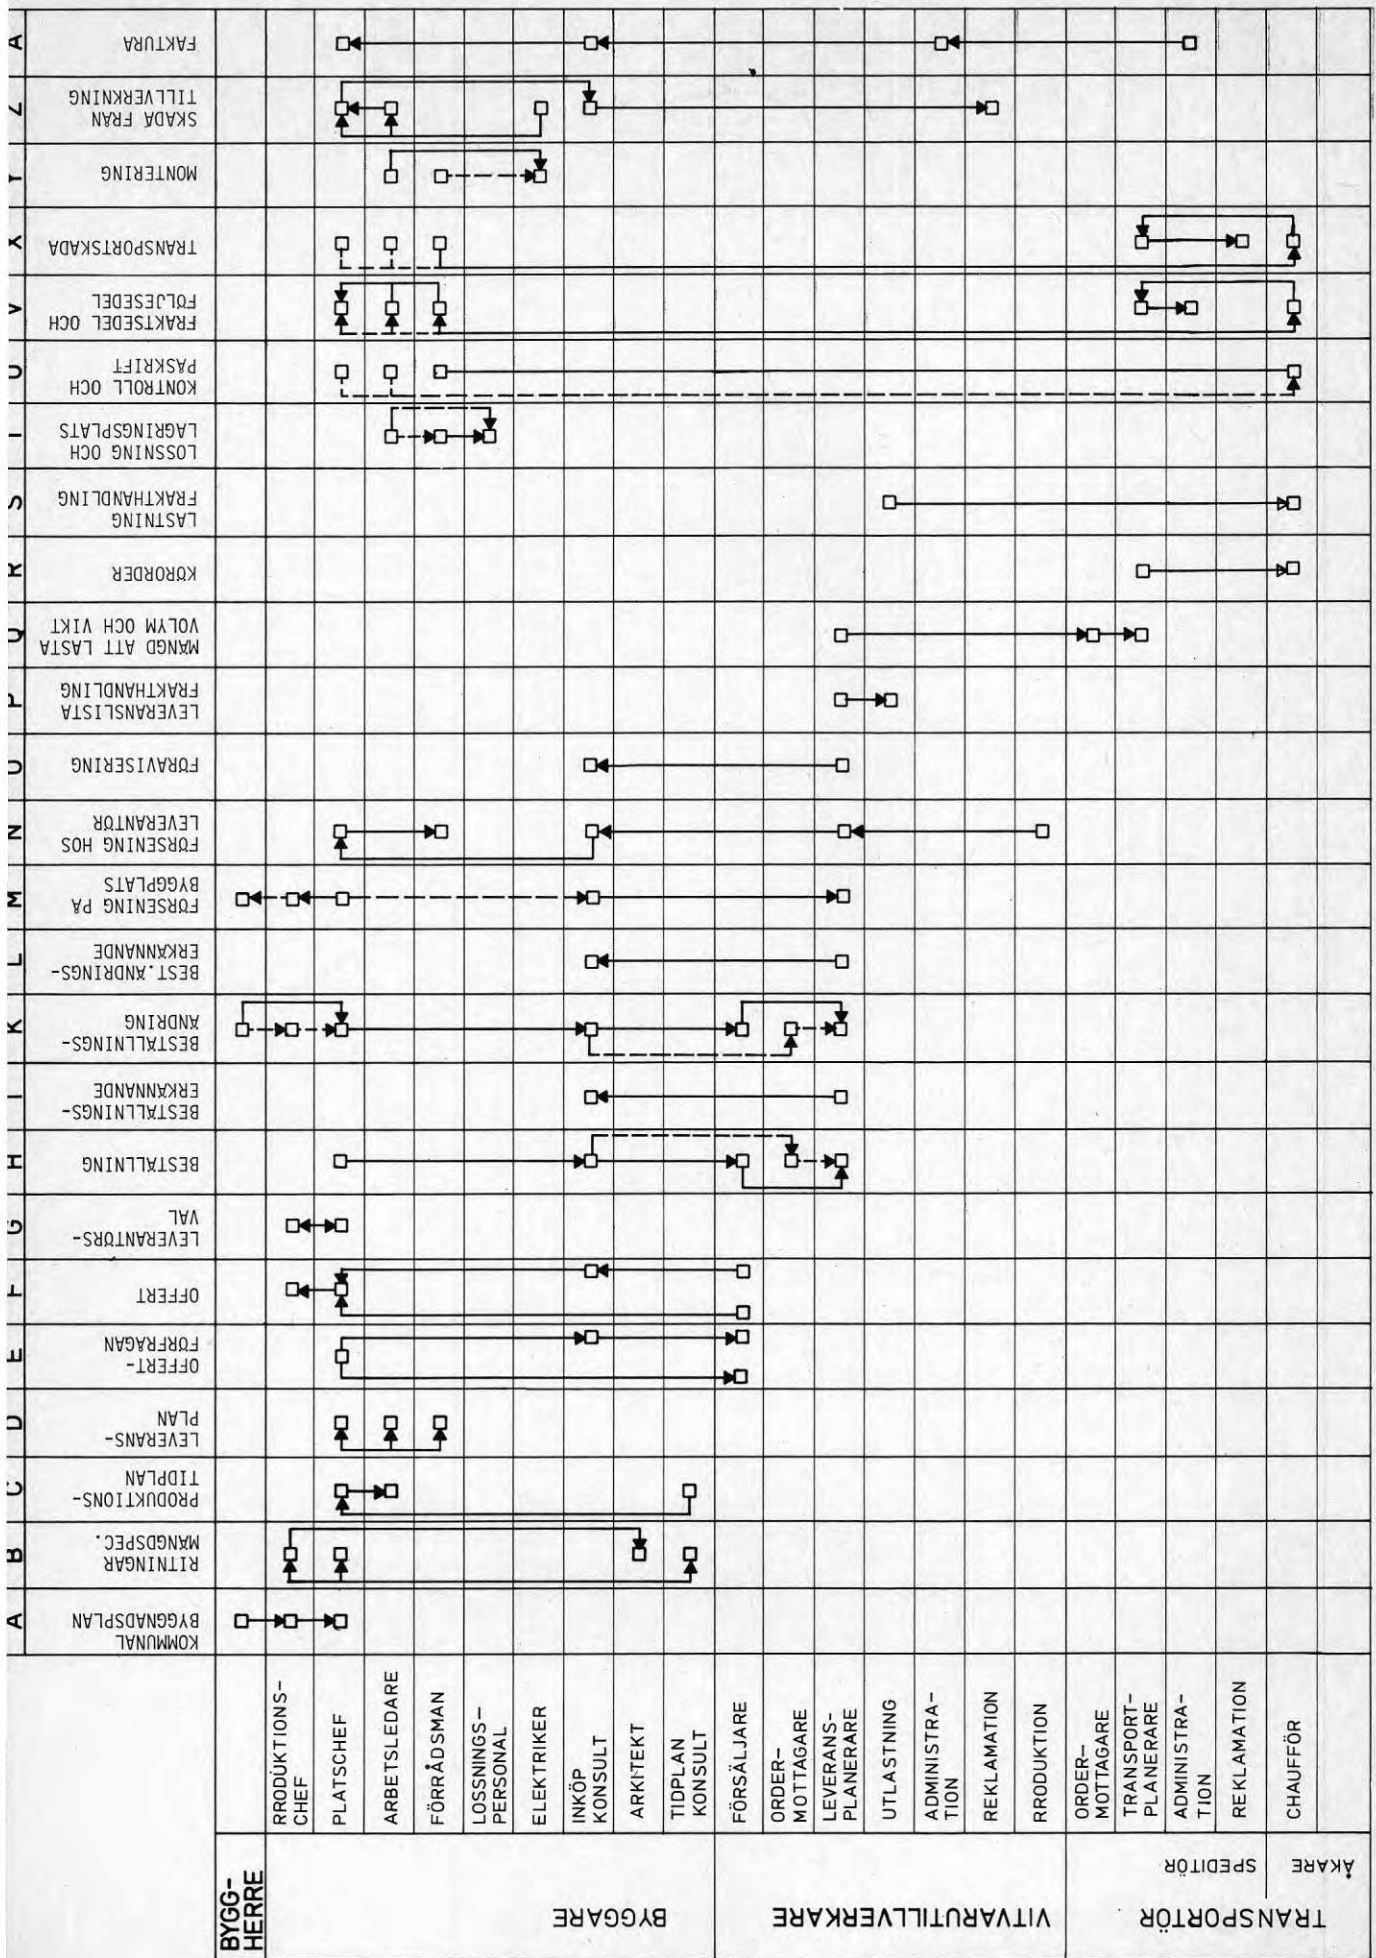 A
FAKTURA
Z
SKADA FRÅN
TILLVERKNING
Y
MONTERING
X
TRANSPORTSKADA
V
FRAKTSEDEL OCH
FÖLJESEDEL
U
KONTROLL OCH
PÅSKRIFT
T
LOSSNING OCH
LAGRINGSPLATS
S
LASTNING
FRAKTHANDLING
R
KÖRORDER
Q
MÄNGD ATT LASTA
VOLYM OCH VIKT
P
LEVERANSLISTA
FRAKTHANDLING
O
FÖRAVISERING
N
FÖRSENING HOS
LEVERANTÖR
M
FÖRSENING PÅ
BYGGPLATS
L
BEST.ÄNDRINGS-
ERKÄNNANDE
K
BESTÄLLNINGS-
ÄNDRING
I
BESTÄLLNINGS-
ERKÄNNANDE
H
BESTÄLLNING
G
LEVERANTÖRS-
VAL
F
OFFERT
E
OFFERT-
FÖRFRÅGAN
D
LEVERANS-
PLAN
C
PRODUKTIONS-
TIDPLAN
B
RITNINGAR
MÄNGDSPEC.
A
KOMMUNAL
BYGGNADSPLAN
RRODUKTIONS-
CHEF
PLATSCHEF
ARBETSLEDARE
FÖRRÅDSMAN
LOSSNINGS-
PERSONAL
ELEKTRIKER
INKÖP
KONSULT
ARKITEKT
TIDPLAN
KONSULT
FÖRSÄLJARE
ORDER-
MOTTAGARE
LEVERANS-
PLANERARE
UTLASTNING
ADMINISTRA-
TION
REKLAMATION
RRODUKTION
ORDER-
MOTTAGARE
TRANSPORT-
PLANERARE
ADMINISTRA-
TION
REKLAMATION
CHAUFFÖR
BYGG-
HERRE
BYGGARE
VITVARUTILLVERKARE
TRANSPORTÖR
SPEDITÖR
ÅKARE